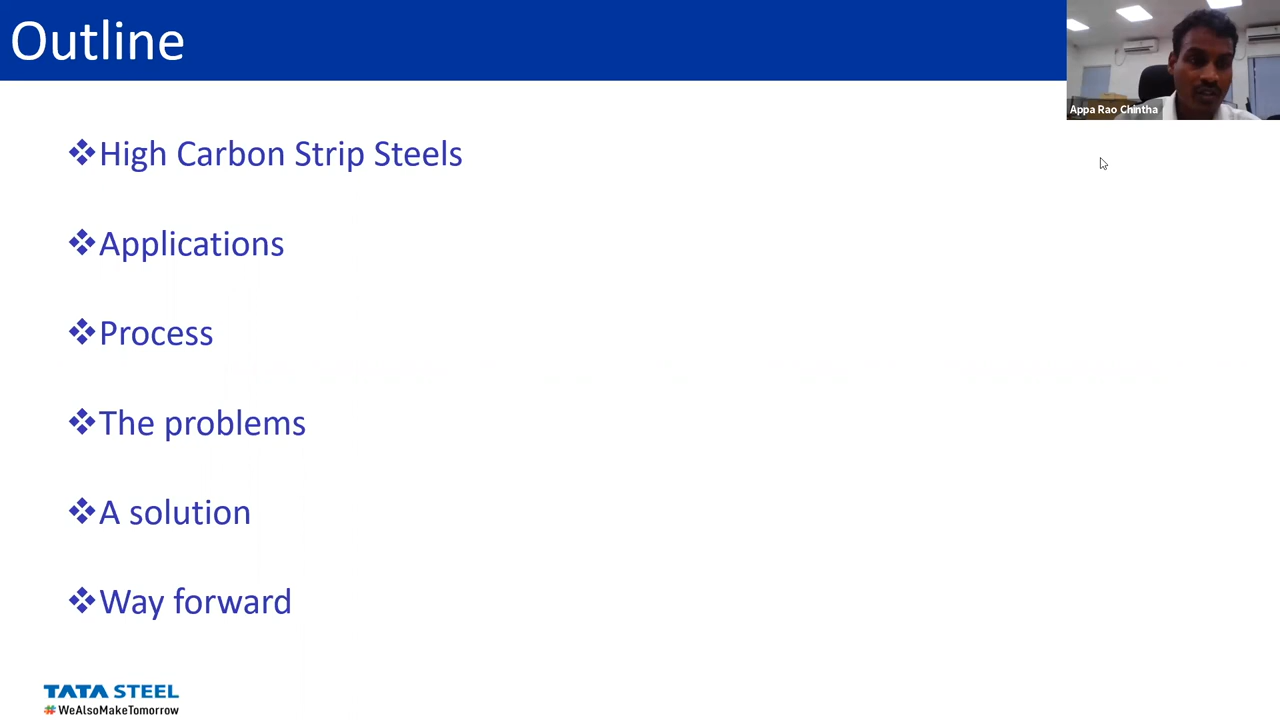 Outline
Appa Rao Chintha
❖High Carbon Strip Steels
❖Applications
❖Process
❖The problems
❖A solution
❖Way forward
TATA STEEL
#WeAlsoMakeTomorrow